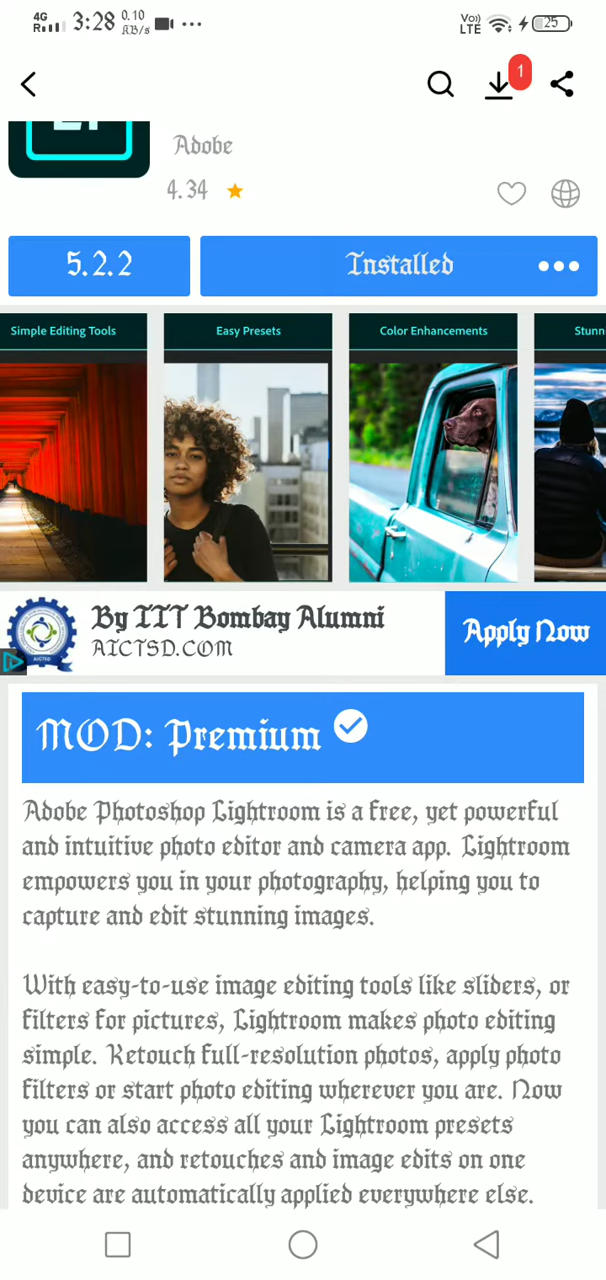 4G
R
3:28
0.10
KB/s
Vo))
LTE
25
1
Adobe
4.34
5.2.2
Installed
Simple Editing Tools
Easy Presets
Color Enhancements
Stunn
By IIT Bombay Alumni
AICTSD.COM
Apply Now
MOD: Premium
Adobe Photoshop Lightroom is a free, yet powerful
and intuitive photo editor and camera app. Lightroom
empowers you in your photography, helping you to
capture and edit stunning images.
With easy-to-use image editing tools like sliders, or
filters for pictures, Lightroom makes photo editing
simple. Retouch full-resolution photos, apply photo
filters or start photo editing wherever you are. Now
you can also access all your Lightroom presets
anywhere, and retouches and image edits on one
device are automatically applied everywhere else.